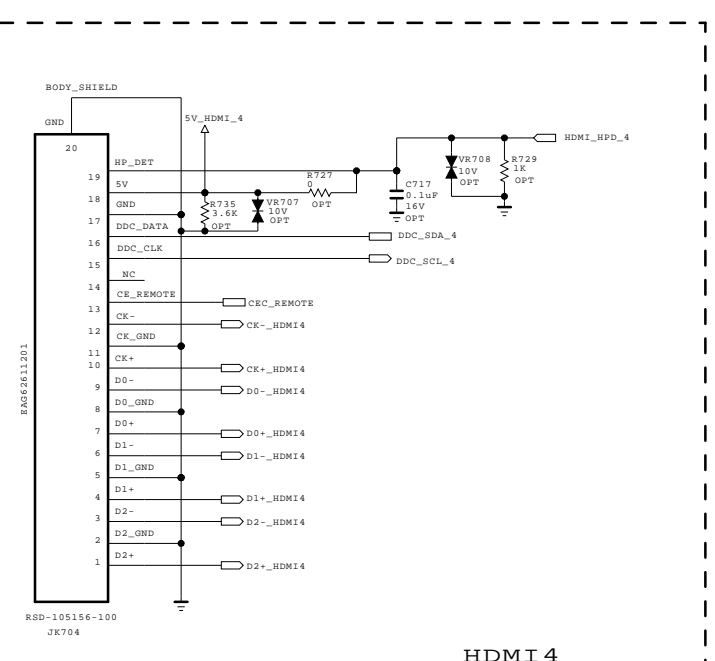 BODY_SHIELD
GND
20
5V_HDMI_4
HDMI_HPD_4
HP_DET
19
5V
18
GND
17
DDC_DATA
16
DDC_CLK
15
NC
14
CE_REMOTE
13
CK-
12
CK_GND
11
10
CK+
9
D0-
8
D0_GND
7
D0+
6
D1-
5
D1_GND
4
D1+
3
D2-
2
D2_GND
1
D2+
R735
3.6K
OPT
VR707
10V
OPT
R727
0
OPT
C717
0.1uF
16V
OPT
VR708
10V
OPT
R729
1K
OPT
DDC_SDA_4
DDC_SCL_4
CEC_REMOTE
CK-_HDMI4
CK+_HDMI4
D0-_HDMI4
D0+_HDMI4
D1-_HDMI4
D1+_HDMI4
D2-_HDMI4
D2+_HDMI4
EAG62611201
RSD-105156-100
JK704
HDMI4